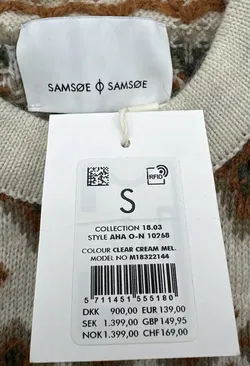 SAMSØE Φ SAMSØE
RFID
S
COLLECTION 18.03
STYLE AHA O-N 10268
COLOUR CLEAR CREAM MEL.
MODEL NO M18322144
5 711451 555180
DKK 900,00 EUR 139,00
SEK 1.399,00 GBP 149,95
NOK 1.399,00 CHF 169,00